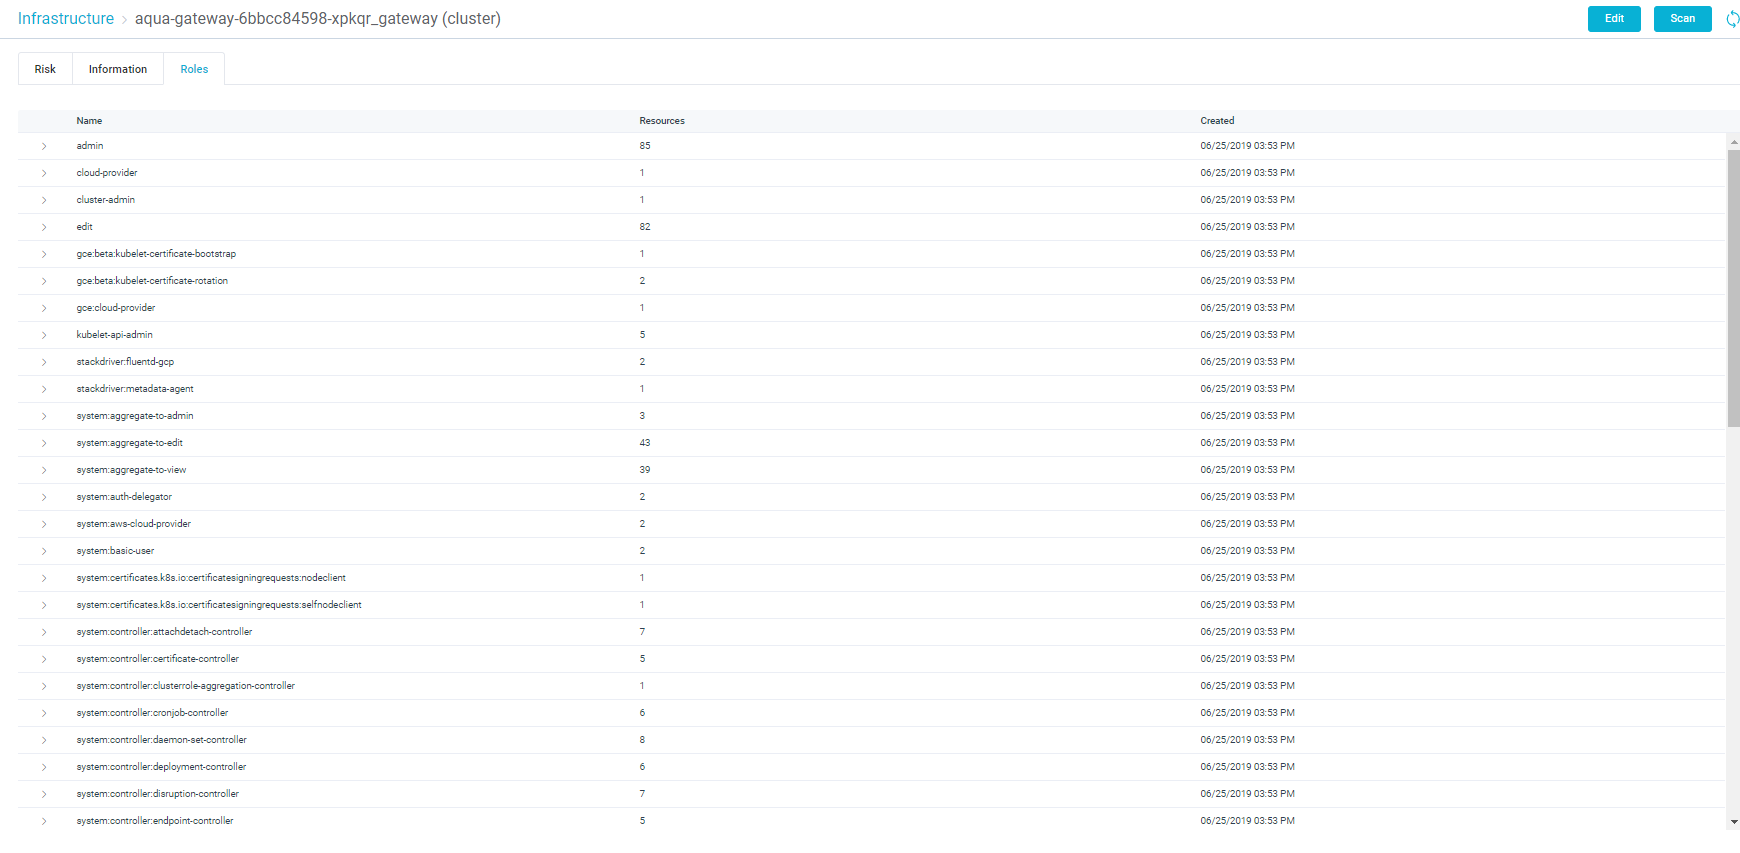 Infrastructure > aqua-gateway-6bbcc84598-xpkqr_gateway (cluster) Edit Scan
Risk Information Roles
Name Resources Created
admin 85 06/25/2019 03:53 PM
cloud-provider 1 06/25/2019 03:53 PM
cluster-admin 1 06/25/2019 03:53 PM
edit 82 06/25/2019 03:53 PM
gce:beta:kubelet-certificate-bootstrap 1 06/25/2019 03:53 PM
gce:beta:kubelet-certificate-rotation 2 06/25/2019 03:53 PM
gce:cloud-provider 1 06/25/2019 03:53 PM
kubelet-api-admin 5 06/25/2019 03:53 PM
stackdriver:fluentd-gcp 2 06/25/2019 03:53 PM
stackdriver:metadata-agent 1 06/25/2019 03:53 PM
system:aggregate-to-admin 3 06/25/2019 03:53 PM
system:aggregate-to-edit 43 06/25/2019 03:53 PM
system:aggregate-to-view 39 06/25/2019 03:53 PM
system:auth-delegator 2 06/25/2019 03:53 PM
system:aws-cloud-provider 2 06/25/2019 03:53 PM
system:basic-user 2 06/25/2019 03:53 PM
system:certificates.k8s.io:certificatesigningrequests:nodeclient 1 06/25/2019 03:53 PM
system:certificates.k8s.io:certificatesigningrequests:selfnodeclient 1 06/25/2019 03:53 PM
system:controller:attachdetach-controller 7 06/25/2019 03:53 PM
system:controller:certificate-controller 5 06/25/2019 03:53 PM
system:controller:clusterrole-aggregation-controller 1 06/25/2019 03:53 PM
system:controller:cronjob-controller 6 06/25/2019 03:53 PM
system:controller:daemon-set-controller 8 06/25/2019 03:53 PM
system:controller:deployment-controller 6 06/25/2019 03:53 PM
system:controller:disruption-controller 7 06/25/2019 03:53 PM
system:controller:endpoint-controller 5 06/25/2019 03:53 PM